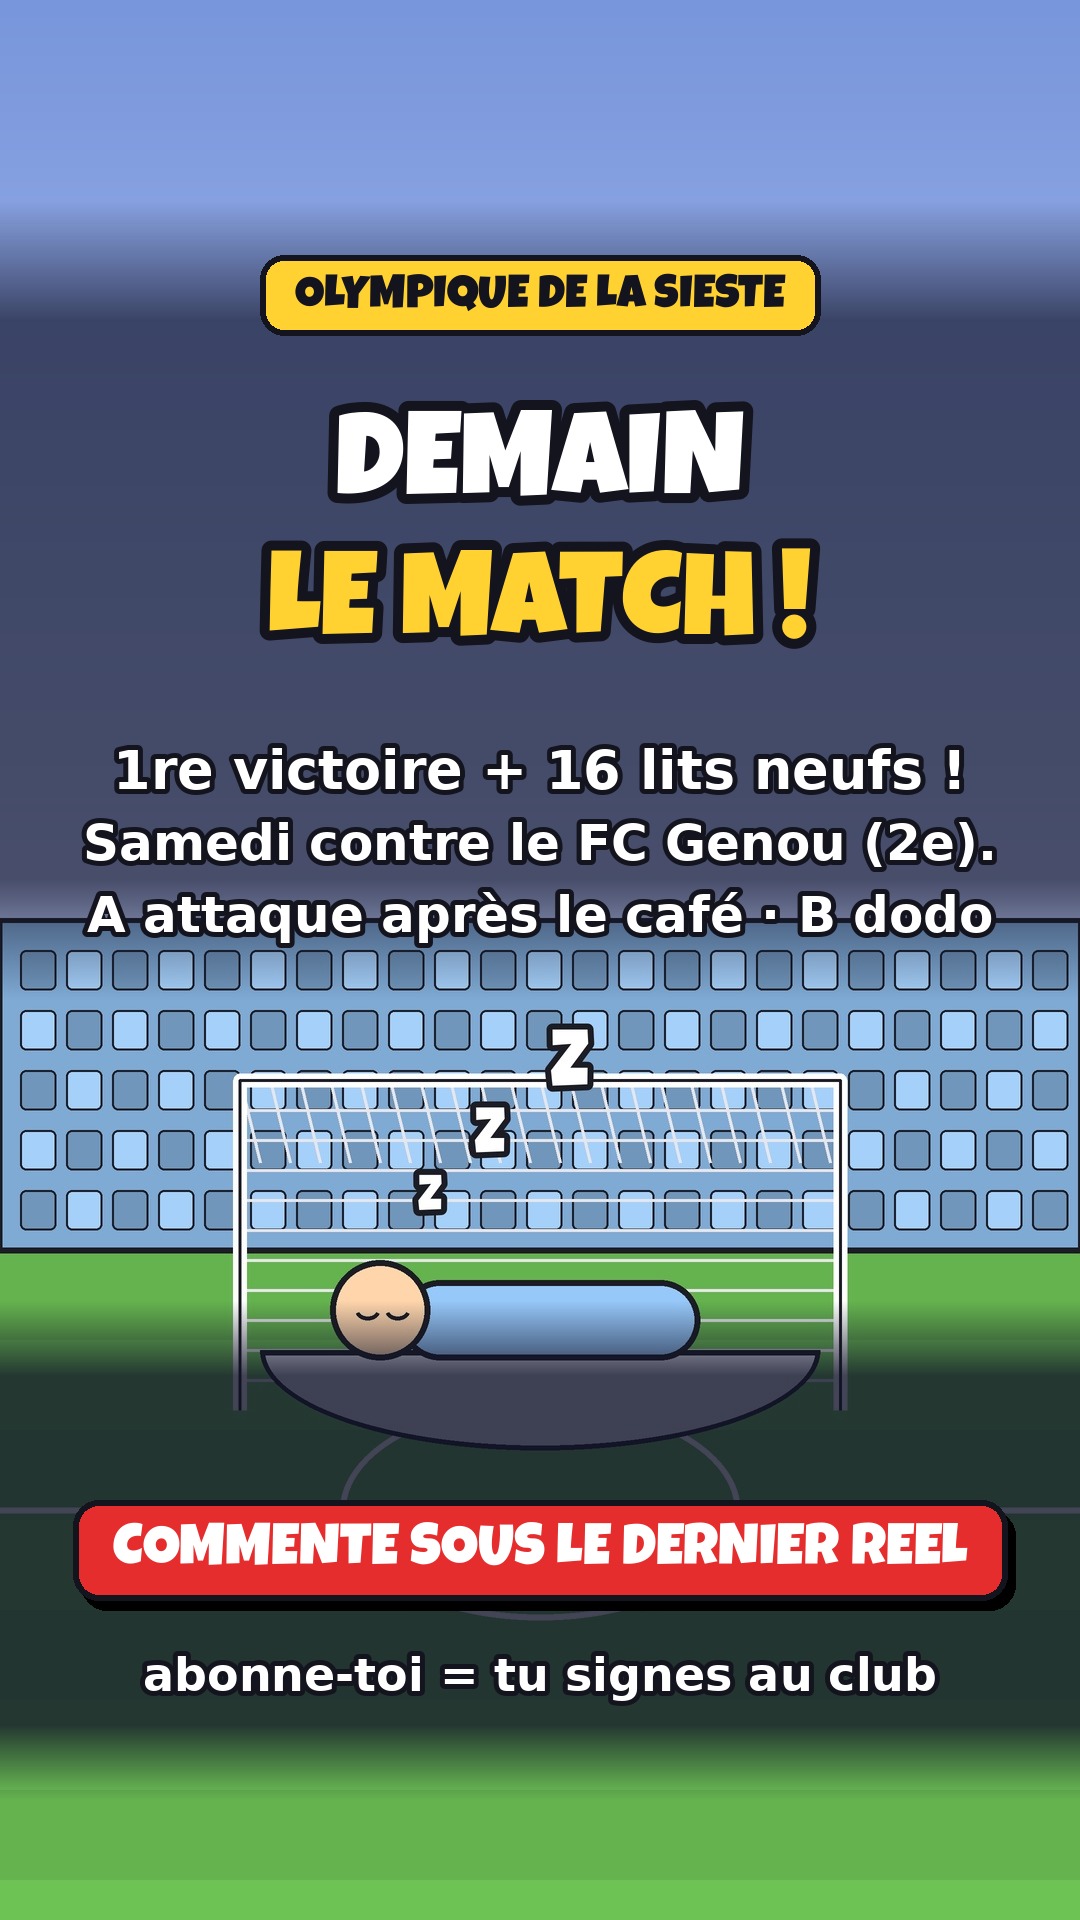 OLYMPIQUE DE LA SIESTE
DEMAIN
LE MATCH !
1re victoire + 16 lits neufs !
Samedi contre le FC Genou (2e).
A attaque après le café · B dodo
Z
Z
Z
COMMENTE SOUS LE DERNIER REEL
abonne-toi = tu signes au club